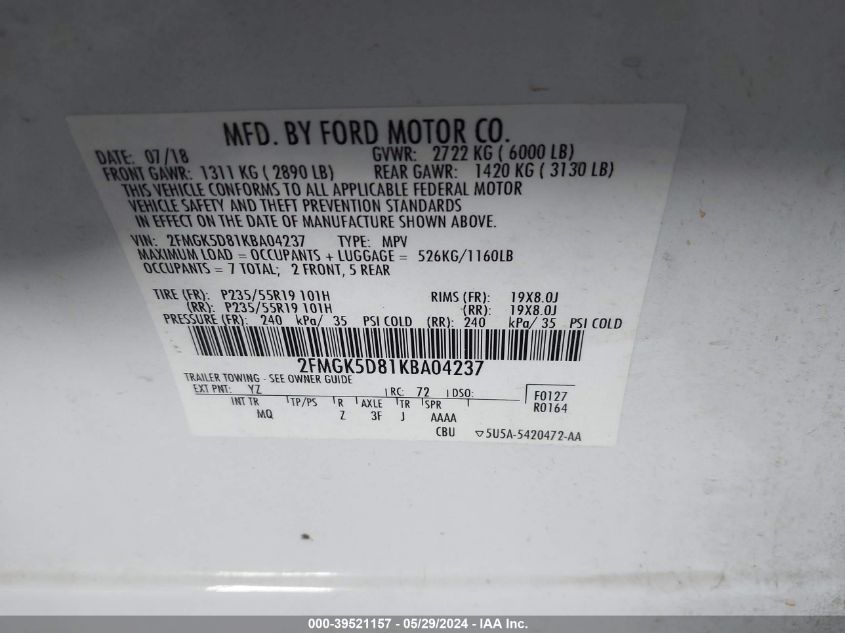 MFD. BY FORD MOTOR CO.
DATE: 07/18 GVWR: 2722 KG ( 6000 LB)
FRONT GAWR: 1311 KG ( 2890 LB) REAR GAWR: 1420 KG ( 3130 LB)
THIS VEHICLE CONFORMS TO ALL APPLICABLE FEDERAL MOTOR
VEHICLE SAFETY AND THEFT PREVENTION STANDARDS
IN EFFECT ON THE DATE OF MANUFACTURE SHOWN ABOVE.
VIN: 2FMGK5D81KBA04237 TYPE: MPV
MAXIMUM LOAD = OCCUPANTS + LUGGAGE = 526KG/1160LB
OCCUPANTS = 7 TOTAL; 2 FRONT, 5 REAR
TIRE (FR): P235/55R19 101H RIMS (FR): 19X8.0J
(RR): P235/55R19 101H (RR): 19X8.0J
PRESSURE (FR): 240 kPa/ 35 PSI COLD (RR): 240 kPa/ 35 PSI COLD
2FMGK5D81KBA04237
TRAILER TOWING - SEE OWNER GUIDE
EXT PNT: YZ RC: 72 DSO: F0127
INT TR TP/PS R AXLE TR SPR R0164
MQ Z 3F J AAAA
CBU ▽5U5A-5420472-AA
000-39521157 - 05/29/2024 - IAA Inc.